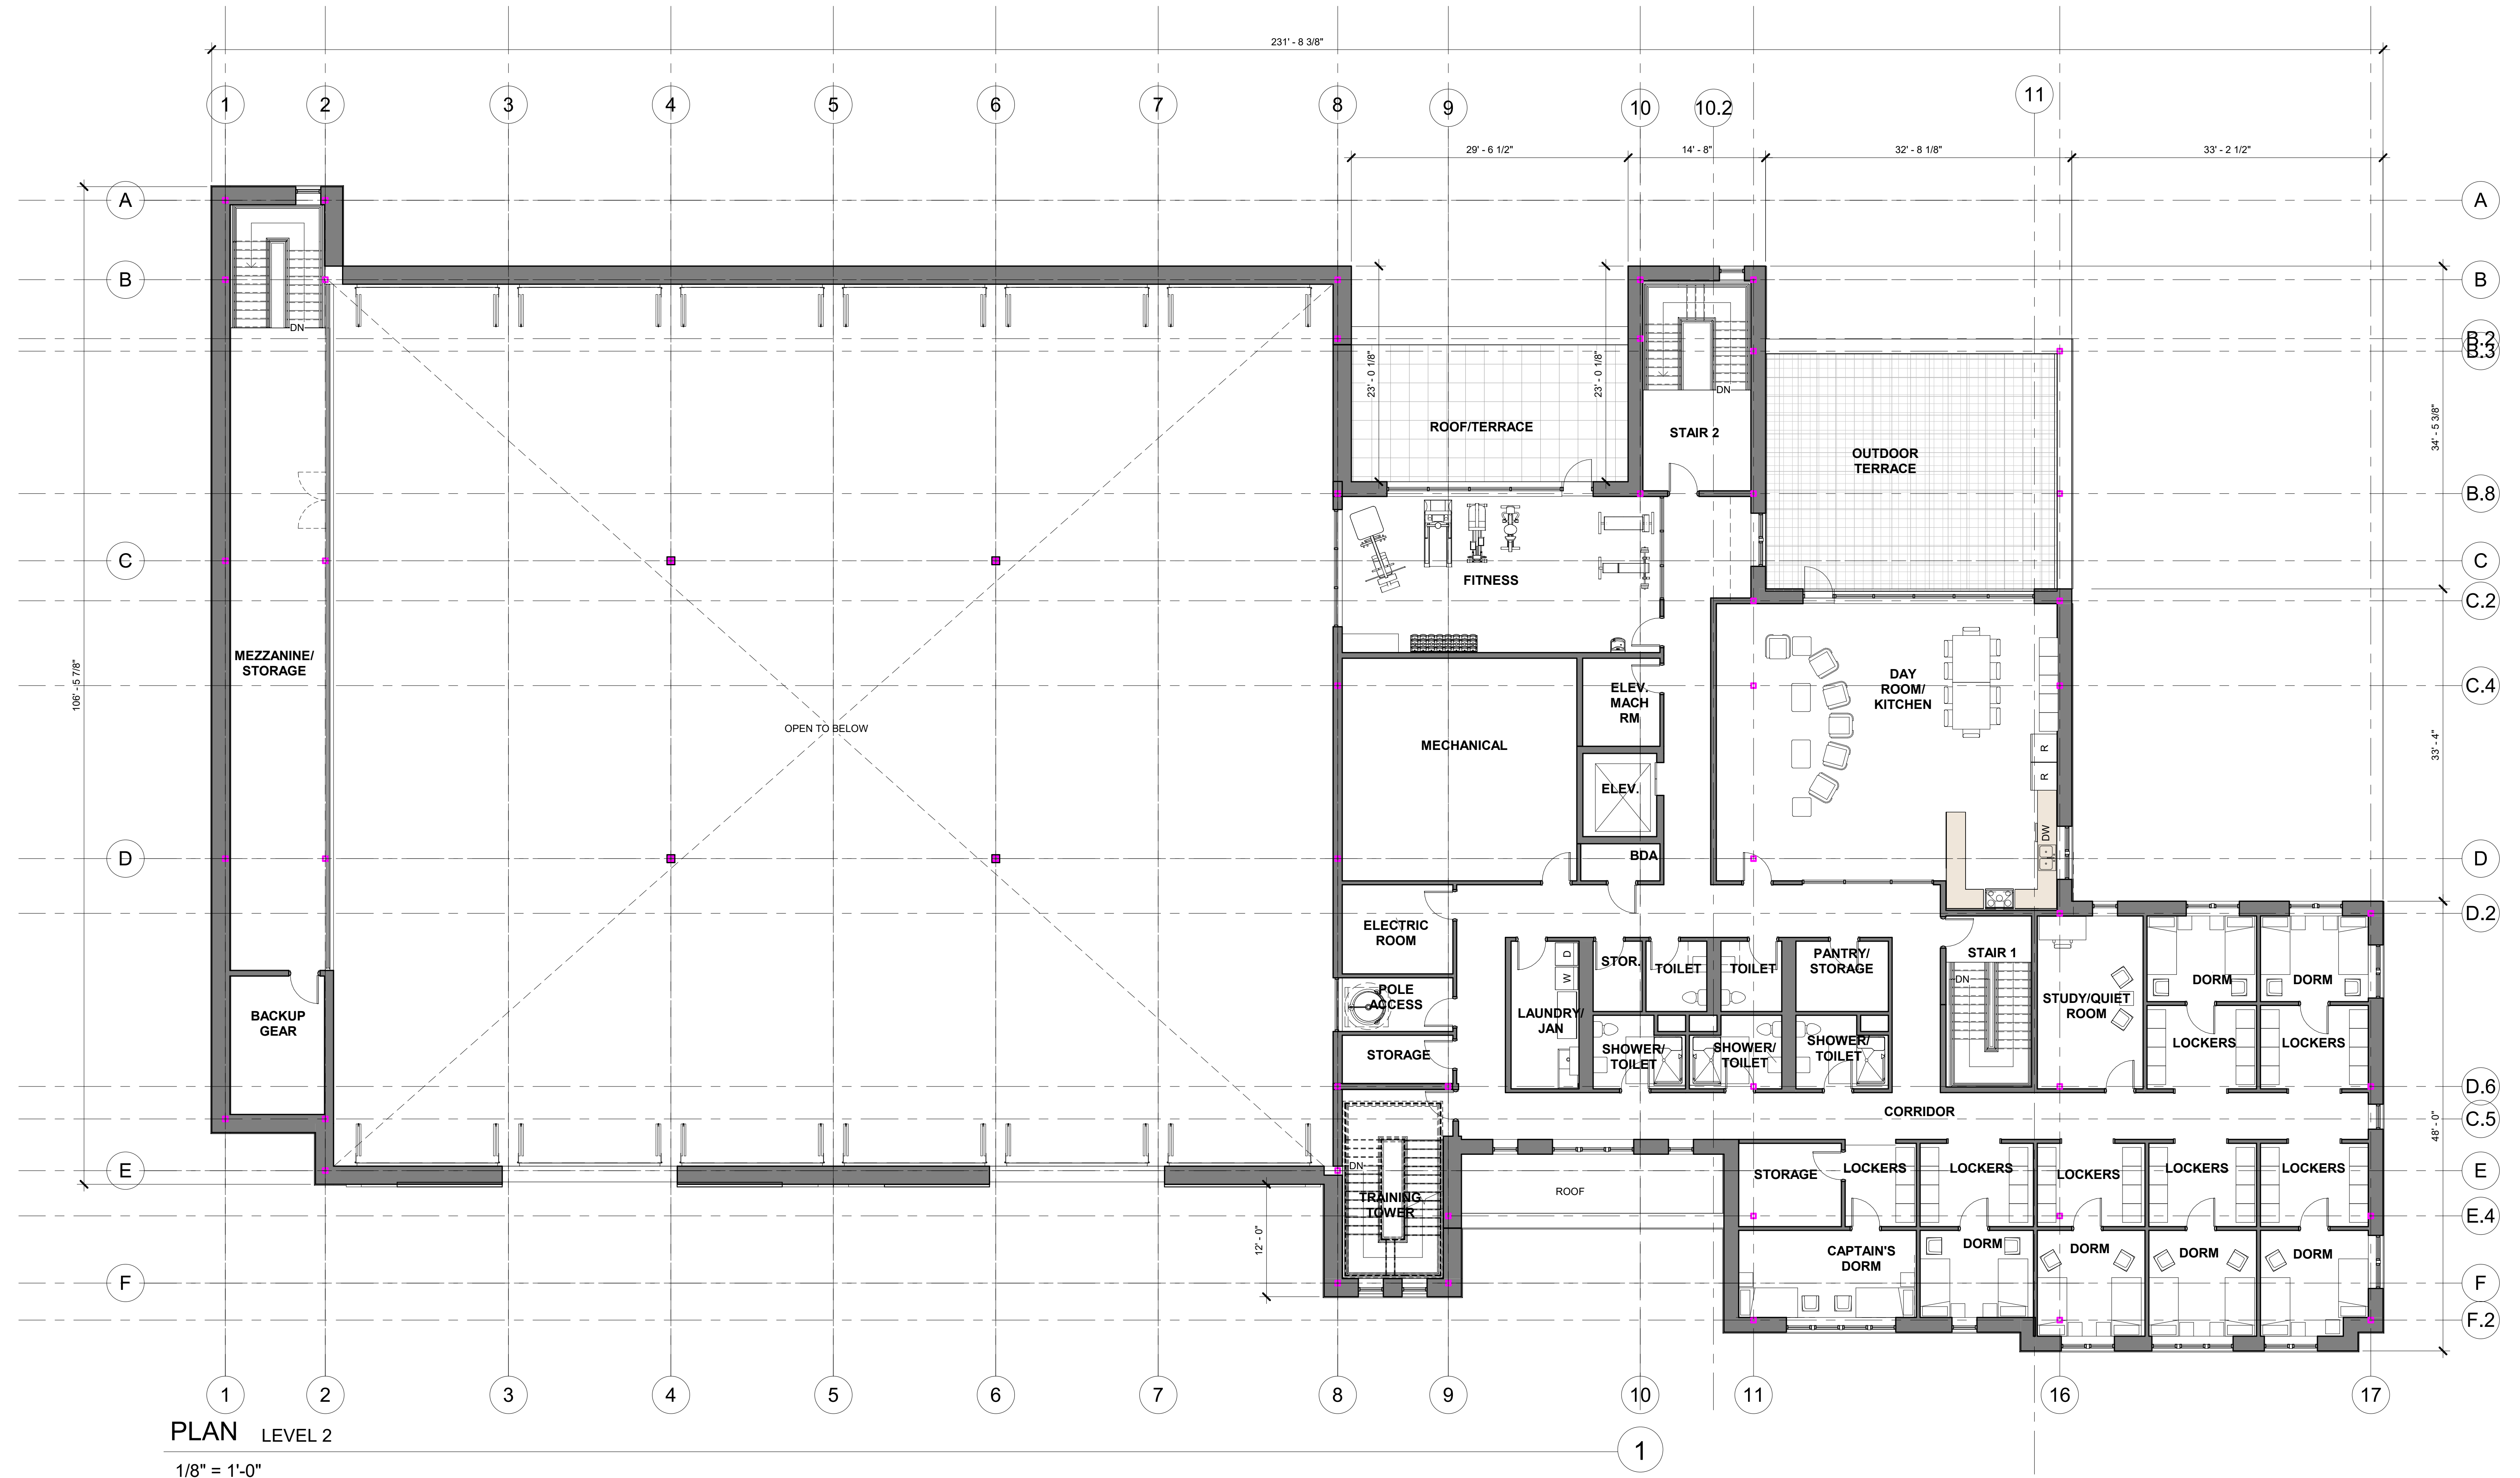 231' - 8 3/8"
1
2
3
4
5
6
7
8
9
10
10.2
11
29' - 6 1/2"
14' - 8"
32' - 8 1/8"
33' - 2 1/2"
A
A
B
B
B.2
B.3
DN
23' - 0 1/8"
23' - 0 1/8"
DN
34' - 5 3/8"
ROOF/TERRACE
STAIR 2
OUTDOOR
TERRACE
B.8
C
C
FITNESS
C.2
MEZZANINE/
STORAGE
106' - 5 7/8"
ELEV.
MACH
RM
DAY
ROOM/
KITCHEN
C.4
OPEN TO BELOW
MECHANICAL
R
R
33' - 4"
ELEV.
DW
BDA
D
D
D.2
ELECTRIC
ROOM
STOR.
TOILET
TOILET
PANTRY/
STORAGE
STAIR 1
DN
D
W
DORM
DORM
POLE
ACCESS
STUDY/QUIET
ROOM
BACKUP
GEAR
LAUNDRY/
JAN
LOCKERS
LOCKERS
STORAGE
SHOWER/
TOILET
SHOWER/
TOILET
SHOWER/
TOILET
D.6
CORRIDOR
C.5
48' - 0"
E
DN
STORAGE
LOCKERS
LOCKERS
LOCKERS
LOCKERS
LOCKERS
E
TRAINING
TOWER
ROOF
E.4
12' - 0"
CAPTAIN'S
DORM
DORM
DORM
DORM
DORM
F
F
F.2
1
2
3
4
5
6
7
8
9
10
11
16
17
PLAN LEVEL 2
1
1/8" = 1'-0"